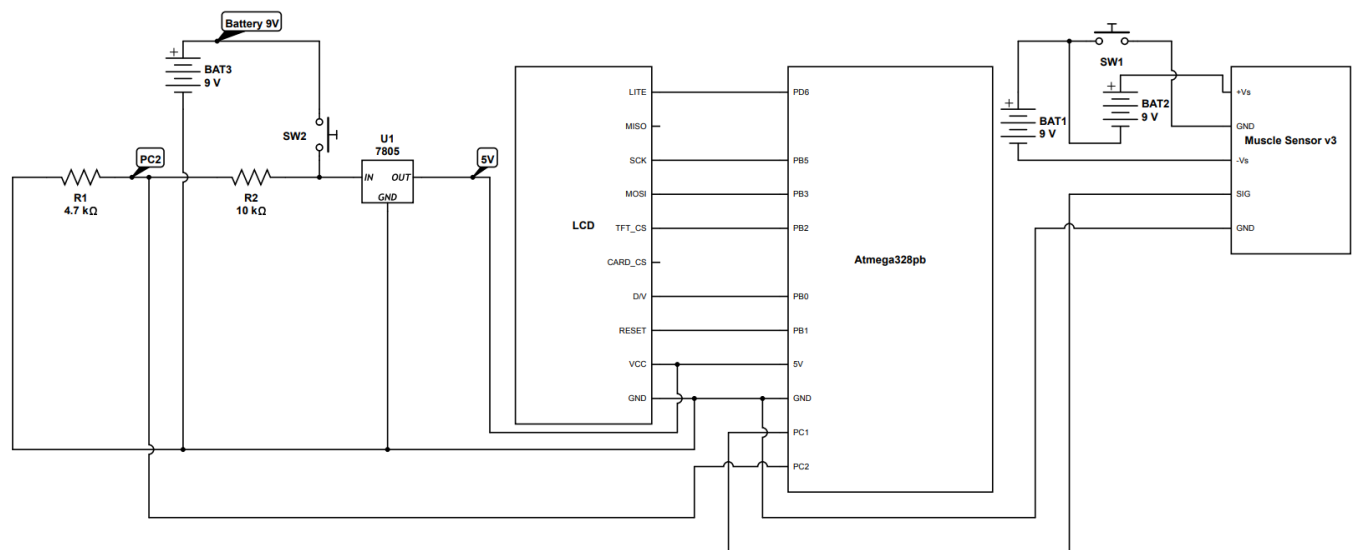 Battery 9V
+
BAT3
9 V
SW2
U1
7805
IN OUT
GND
5V
PC2
R1
4.7 kΩ
R2
10 kΩ
LCD
LITE
MISO
SCK
MOSI
TFT_CS
CARD_CS
D/V
RESET
VCC
GND
Atmega328pb
PD6
PB5
PB3
PB2
PB0
PB1
5V
GND
PC1
PC2
SW1
+
BAT1
9 V
+
BAT2
9 V
Muscle Sensor v3
+Vs
GND
-Vs
SIG
GND